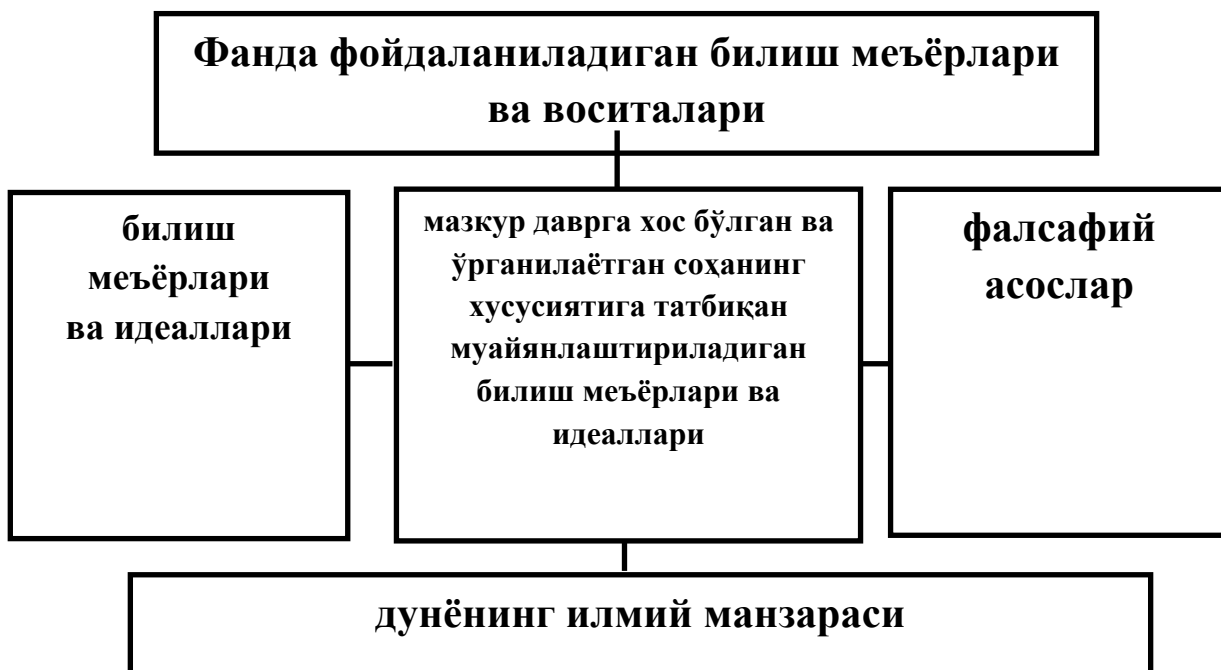 Фанда фойдаланиладиган билиш меъёрлари
ва воситалари
билиш
меъёрлари
ва идеаллари
мазкур даврга хос бўлган ва
ўрганилаётган соҳанинг
хусусиятига татбиқан
муайянлаштириладиган
билиш меъёрлари ва
идеаллари
фалсафий
асослар
дунёнинг илмий манзараси